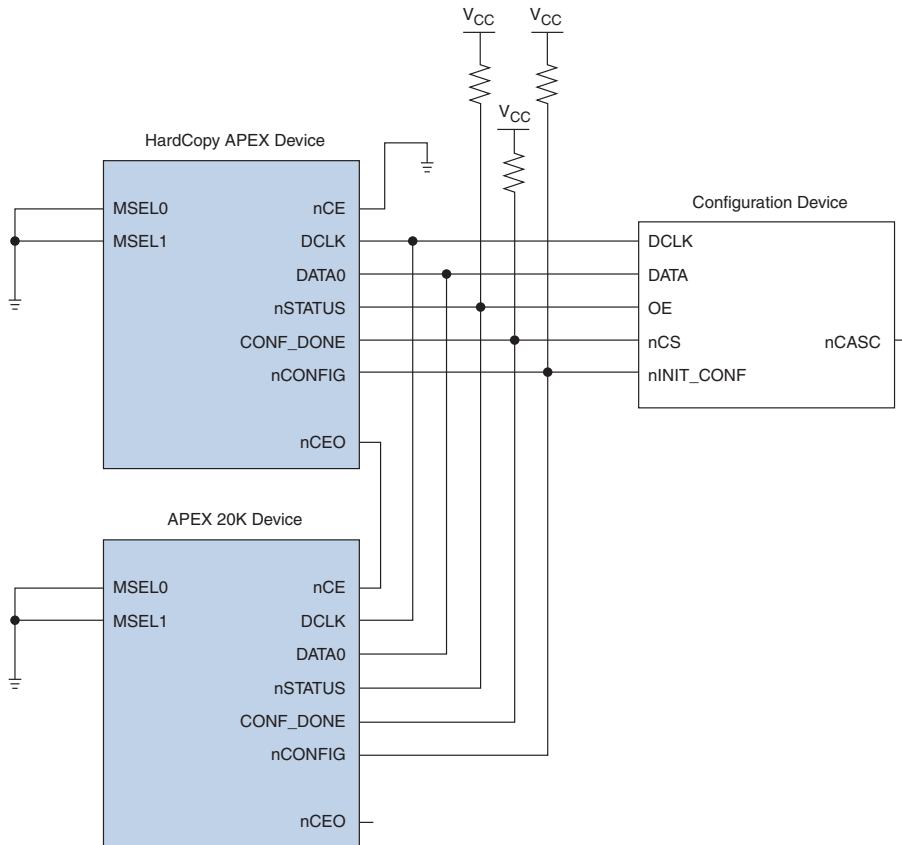 VCC
VCC
VCC
HardCopy APEX Device
MSEL0
MSEL1
nCE
DCLK
DATA0
nSTATUS
CONF_DONE
nCONFIG
nCEO
Configuration Device
DCLK
DATA
OE
nCS
nINIT_CONF
nCASC
APEX 20K Device
MSEL0
MSEL1
nCE
DCLK
DATA0
nSTATUS
CONF_DONE
nCONFIG
nCEO